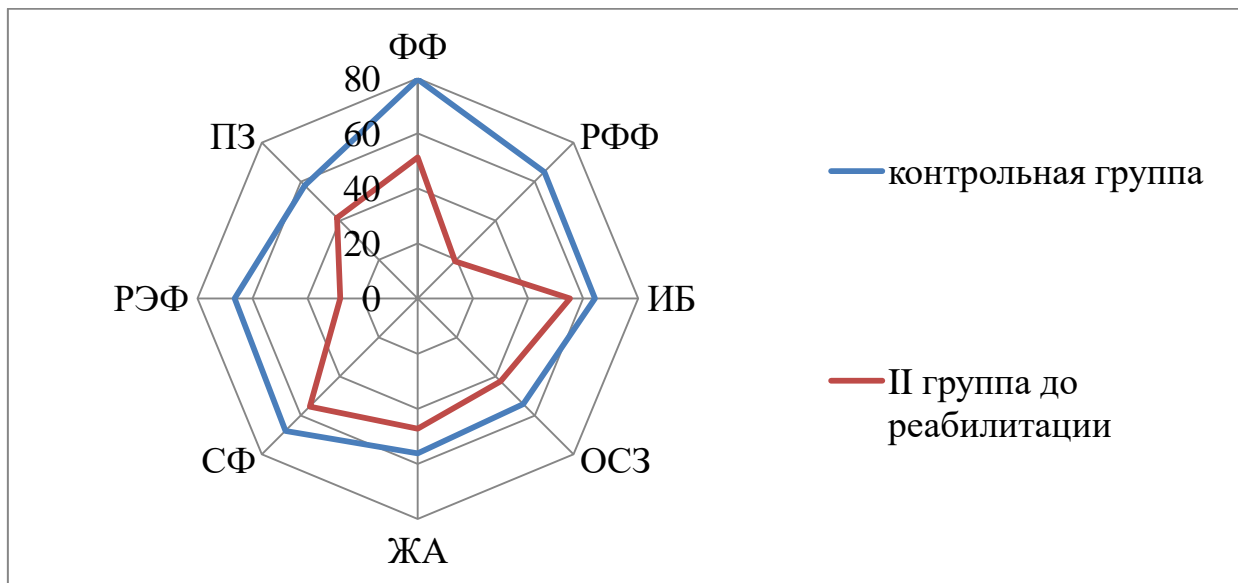 ФФ
80
ПЗ
60
РФФ
40
20
РЭФ
0
ИБ
СФ
ОСЗ
ЖА
контрольная группа
II группа до
реабилитации